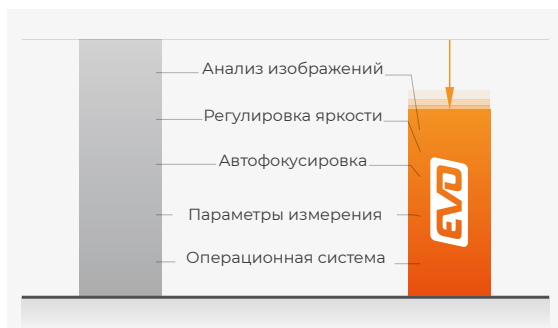 Анализ изображений
Регулировка яркости
Автофокусировка
Параметры измерения
Операционная система
EVO